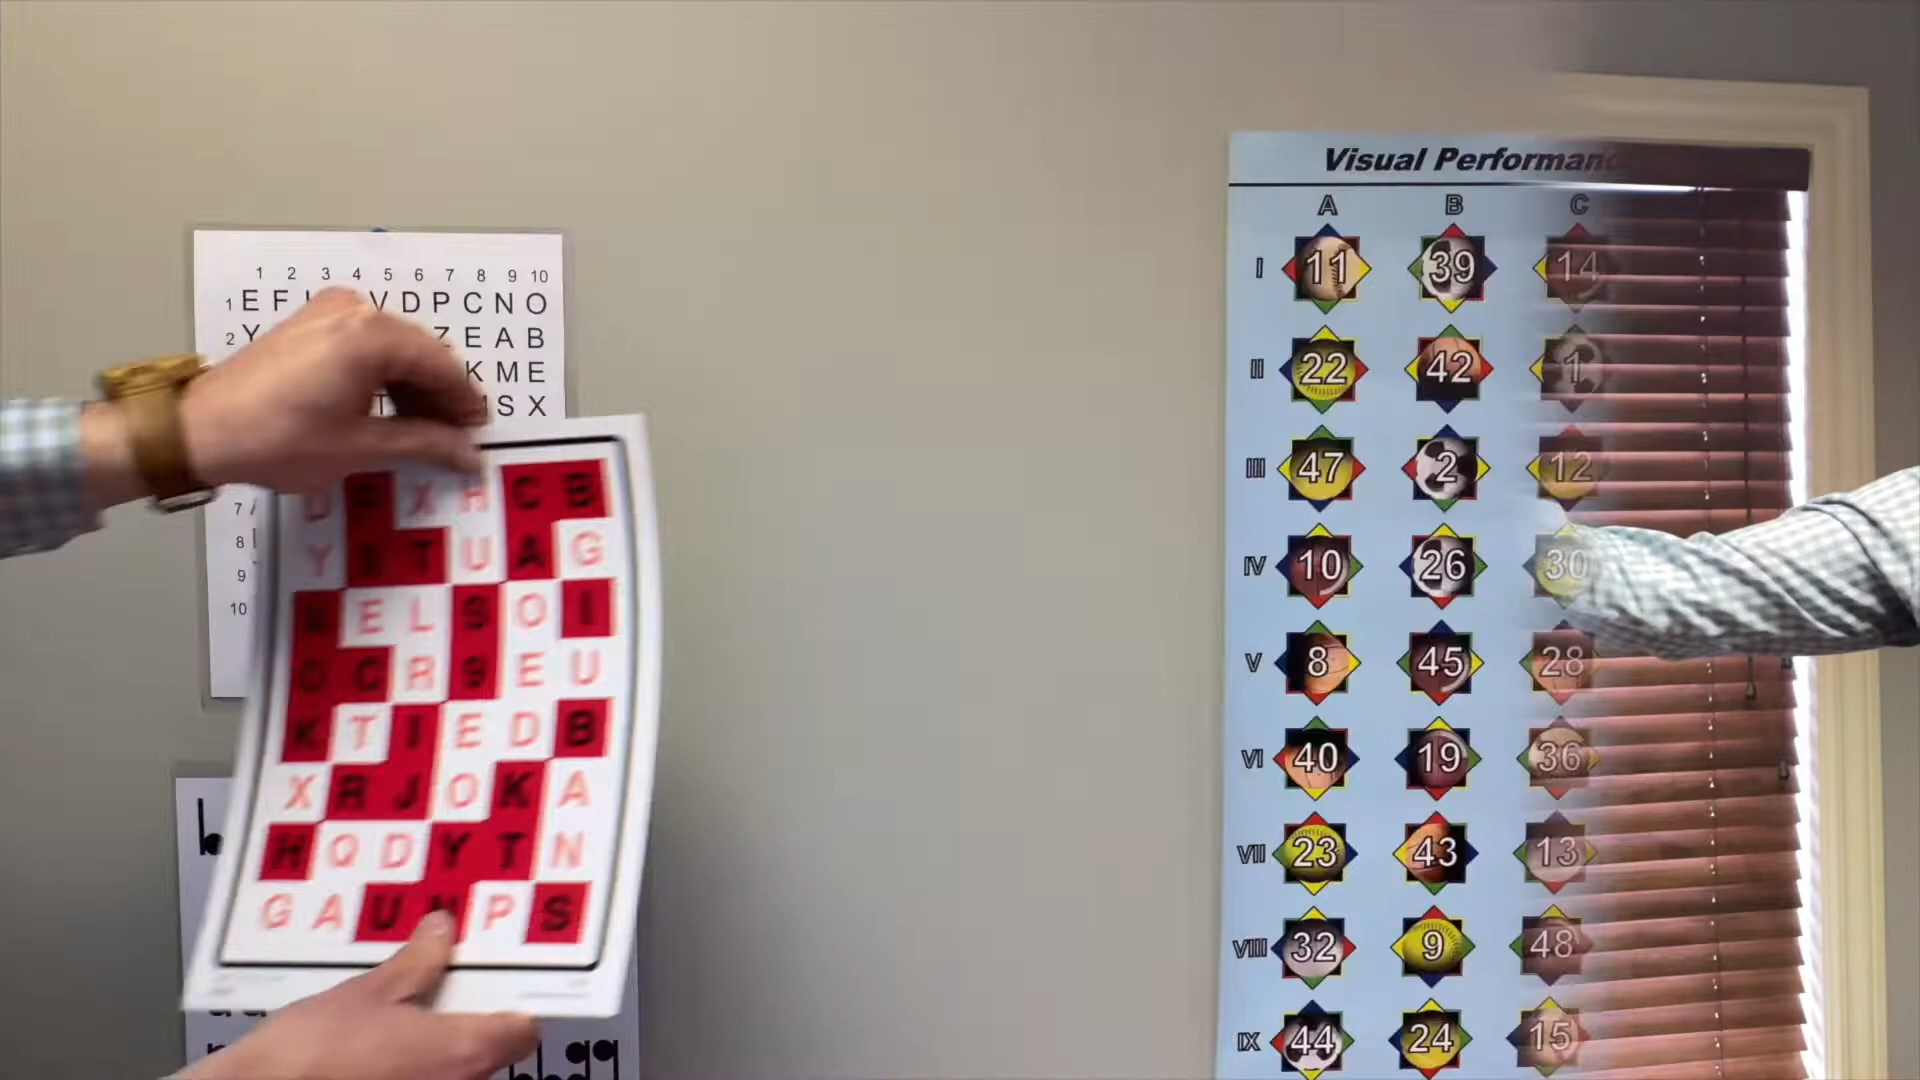 1 2 3 4 5 6 7 8 9 10
1 E F V D P C N O
2 Y Z E A B
K M E
S X
7
8
9
10
D X H C B
Y T U A G
E L S O I
C R S E U
K T I E D B
X R J O K A
H Q D Y T N
G A U P S
Visual
A B C
I 11 39 14
II 22 42 1
III 47 2 12
IV 10 26 30
V 8 45 28
VI 40 19 36
VII 23 43 13
VIII 32 9 48
IX 44 24 15